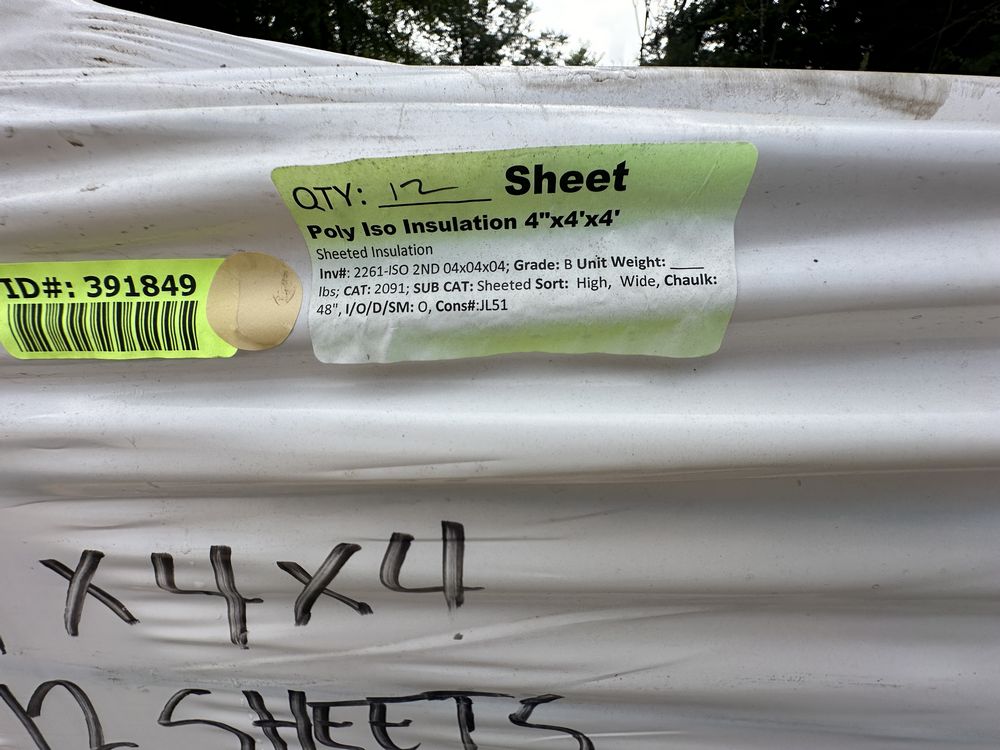 QTY: 12 Sheet
Poly Iso Insulation 4"x4'x4'
Sheeted Insulation
Inv#: 2261-ISO 2ND 04x04x04; Grade: B Unit Weight: ____
lbs; CAT: 2091; SUB CAT: Sheeted Sort: High, Wide, Chaulk:
48", I/O/D/SM: O, Cons#:JL51
ID#: 391849
x4x4
12 SHEETS